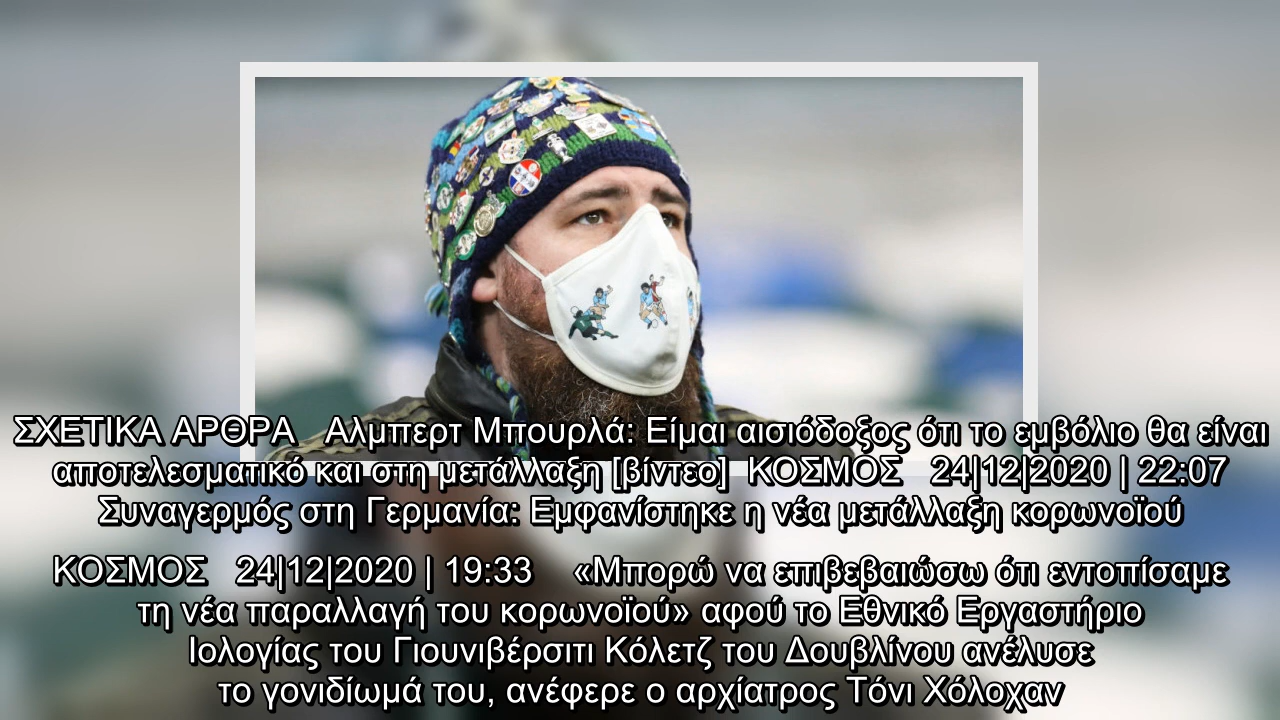 ΣΧΕΤΙΚΑ ΑΡΘΡΑ   Αλμπερτ Μπουρλά: Είμαι αισιόδοξος ότι το εμβόλιο θα είναι
αποτελεσματικό και στη μετάλλαξη [βίντεο]  ΚΟΣΜΟΣ   24|12|2020 | 22:07
Συναγερμός στη Γερμανία: Εμφανίστηκε η νέα μετάλλαξη κορωνοϊού
ΚΟΣΜΟΣ   24|12|2020 | 19:33    «Μπορώ να επιβεβαιώσω ότι εντοπίσαμε
τη νέα παραλλαγή του κορωνοϊού» αφού το Εθνικό Εργαστήριο
Ιολογίας του Γιουνιβέρσιτι Κόλετζ του Δουβλίνου ανέλυσε
το γονιδίωμά του, ανέφερε ο αρχίατρος Τόνι Χόλοχαν